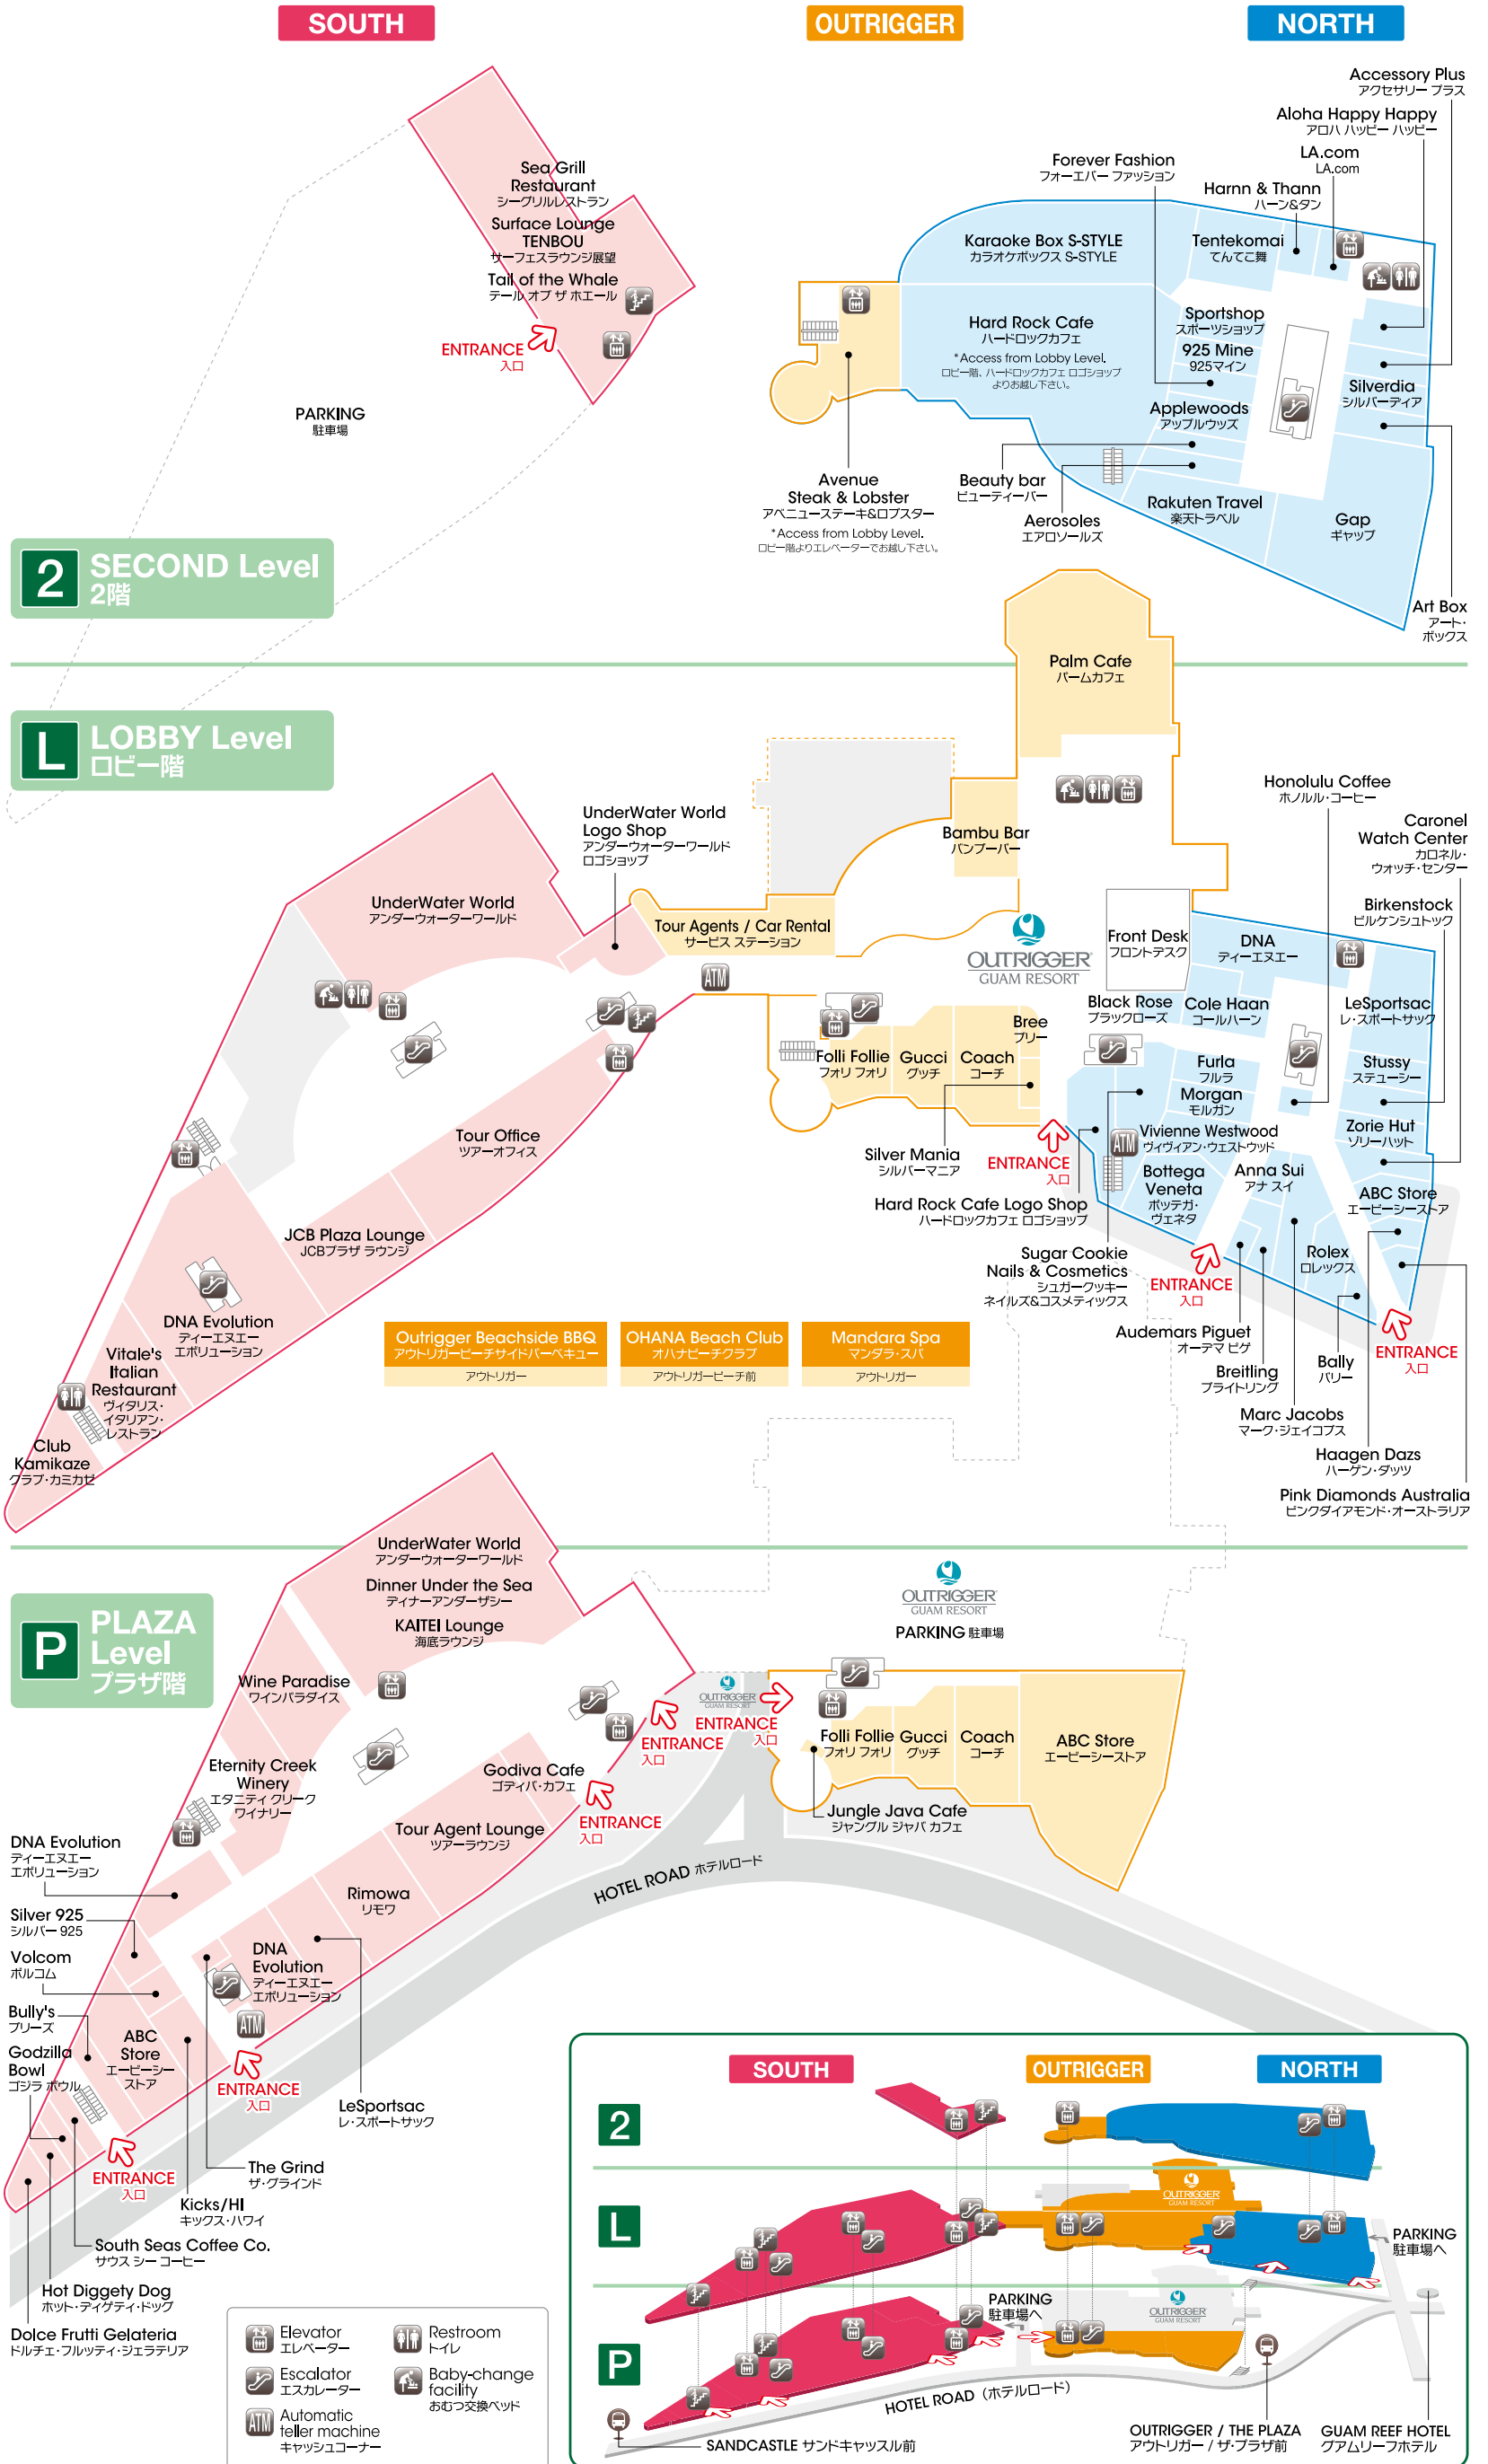 SOUTH
OUTRIGGER
NORTH
Accessory Plus
アクセサリー プラス
Aloha Happy Happy
アロハ ハッピー ハッピー
LA.com
LA.com
Forever Fashion
フォーエバー ファッション
Harnn & Thann
ハーン&タン
Sea Grill
Restaurant
シーグリルレストラン
Surface Lounge
TENBOU
サーフェスラウンジ展望
Tail of the Whale
テール オブ ザ ホエール
ENTRANCE
入口
PARKING
駐車場
Karaoke Box S-STYLE
カラオケボックス S-STYLE
Tentekomai
てんてこ舞
Hard Rock Cafe
ハードロックカフェ
*Access from Lobby Level.
ロビー階、ハードロックカフェ ロゴショップ
よりお越し下さい。
Sportshop
スポーツショップ
925 Mine
925マイン
Silverdia
シルバーディア
Applewoods
アップルウッズ
Avenue
Steak & Lobster
アベニューステーキ&ロブスター
*Access from Lobby Level.
ロビー階よりエレベーターでお越し下さい。
Beauty bar
ビューティーバー
Aerosoles
エアロソールズ
Rakuten Travel
楽天トラベル
Gap
ギャップ
Art Box
アート・
ボックス
2 SECOND Level
2階
L LOBBY Level
ロビー階
Palm Cafe
パームカフェ
Honolulu Coffee
ホノルル・コーヒー
Caronel
Watch Center
カロネル・
ウォッチ・センター
Birkenstock
ビルケンシュトック
UnderWater World
Logo Shop
アンダーウォーターワールド
ロゴショップ
Bambu Bar
バンブーバー
UnderWater World
アンダーウォーターワールド
Tour Agents / Car Rental
サービス ステーション
ATM
OUTRIGGER
GUAM RESORT
Front Desk
フロントデスク
DNA
ディーエヌエー
Black Rose
ブラックローズ
Cole Haan
コールハーン
LeSportsac
レ・スポートサック
Bree
ブリー
Folli Follie
フォリ フォリ
Gucci
グッチ
Coach
コーチ
Furla
フルラ
Stussy
ステューシー
Morgan
モルガン
Tour Office
ツアーオフィス
Silver Mania
シルバーマニア
ENTRANCE
入口
ATM
Vivienne Westwood
ヴィヴィアン・ウエストウッド
Zorie Hut
ゾリーハット
Bottega
Veneta
ボッテガ・
ヴェネタ
Anna Sui
アナ スイ
ABC Store
エービーシーストア
Hard Rock Cafe Logo Shop
ハードロックカフェ ロゴショップ
JCB Plaza Lounge
JCBプラザ ラウンジ
Sugar Cookie
Nails & Cosmetics
シュガークッキー
ネイルズ&コスメティックス
ENTRANCE
入口
Rolex
ロレックス
DNA Evolution
ディーエヌエー
エボリューション
Outrigger Beachside BBQ
アウトリガービーチサイドバーベキュー
アウトリガー
OHANA Beach Club
オハナビーチクラブ
アウトリガービーチ前
Mandara Spa
マンダラ・スパ
アウトリガー
Audemars Piguet
オーデマ ピゲ
Breitling
ブライトリング
Bally
バリー
ENTRANCE
入口
Vitale's
Italian
Restaurant
ヴィタリス・
イタリアン・
レストラン
Marc Jacobs
マーク・ジェイコブス
Club
Kamikaze
クラブ・カミカゼ
Haagen Dazs
ハーゲン・ダッツ
Pink Diamonds Australia
ピンクダイアモンド・オーストラリア
P PLAZA
Level
プラザ階
UnderWater World
アンダーウォーターワールド
Dinner Under the Sea
ディナーアンダーザシー
KAITEI Lounge
海底ラウンジ
OUTRIGGER
GUAM RESORT
PARKING 駐車場
Wine Paradise
ワインパラダイス
OUTRIGGER
GUAM RESORT
ENTRANCE
入口
ENTRANCE
入口
Folli Follie
フォリ フォリ
Gucci
グッチ
Coach
コーチ
ABC Store
エービーシーストア
Eternity Creek
Winery
エタニティ クリーク
ワイナリー
Godiva Cafe
ゴディバ・カフェ
ENTRANCE
入口
Jungle Java Cafe
ジャングル ジャバ カフェ
Tour Agent Lounge
ツアーラウンジ
DNA Evolution
ディーエヌエー
エボリューション
HOTEL ROAD ホテルロード
Rimowa
リモワ
Silver 925
シルバー 925
DNA
Evolution
ディーエヌエー
エボリューション
Volcom
ボルコム
Bully's
ブリーズ
ATM
ABC
Store
エービーシー
ストア
Godzilla
Bowl
ゴジラ ボウル
ENTRANCE
入口
LeSportsac
レ・スポートサック
ENTRANCE
入口
The Grind
ザ・グラインド
Kicks/HI
キックス・ハワイ
South Seas Coffee Co.
サウス シー コーヒー
Hot Diggety Dog
ホット・ディゲティ・ドッグ
Dolce Frutti Gelateria
ドルチェ・フルッティ・ジェラテリア
Elevator
エレベーター
Restroom
トイレ
Escalator
エスカレーター
Baby-change
facility
おむつ交換ベッド
ATM
Automatic
teller machine
キャッシュコーナー
SOUTH
OUTRIGGER
NORTH
2
L
OUTRIGGER
GUAM RESORT
PARKING
駐車場へ
P
PARKING
駐車場へ
OUTRIGGER
GUAM RESORT
HOTEL ROAD (ホテルロード)
SANDCASTLE サンドキャッスル前
OUTRIGGER / THE PLAZA
アウトリガー / ザ・プラザ前
GUAM REEF HOTEL
グアムリーフホテル